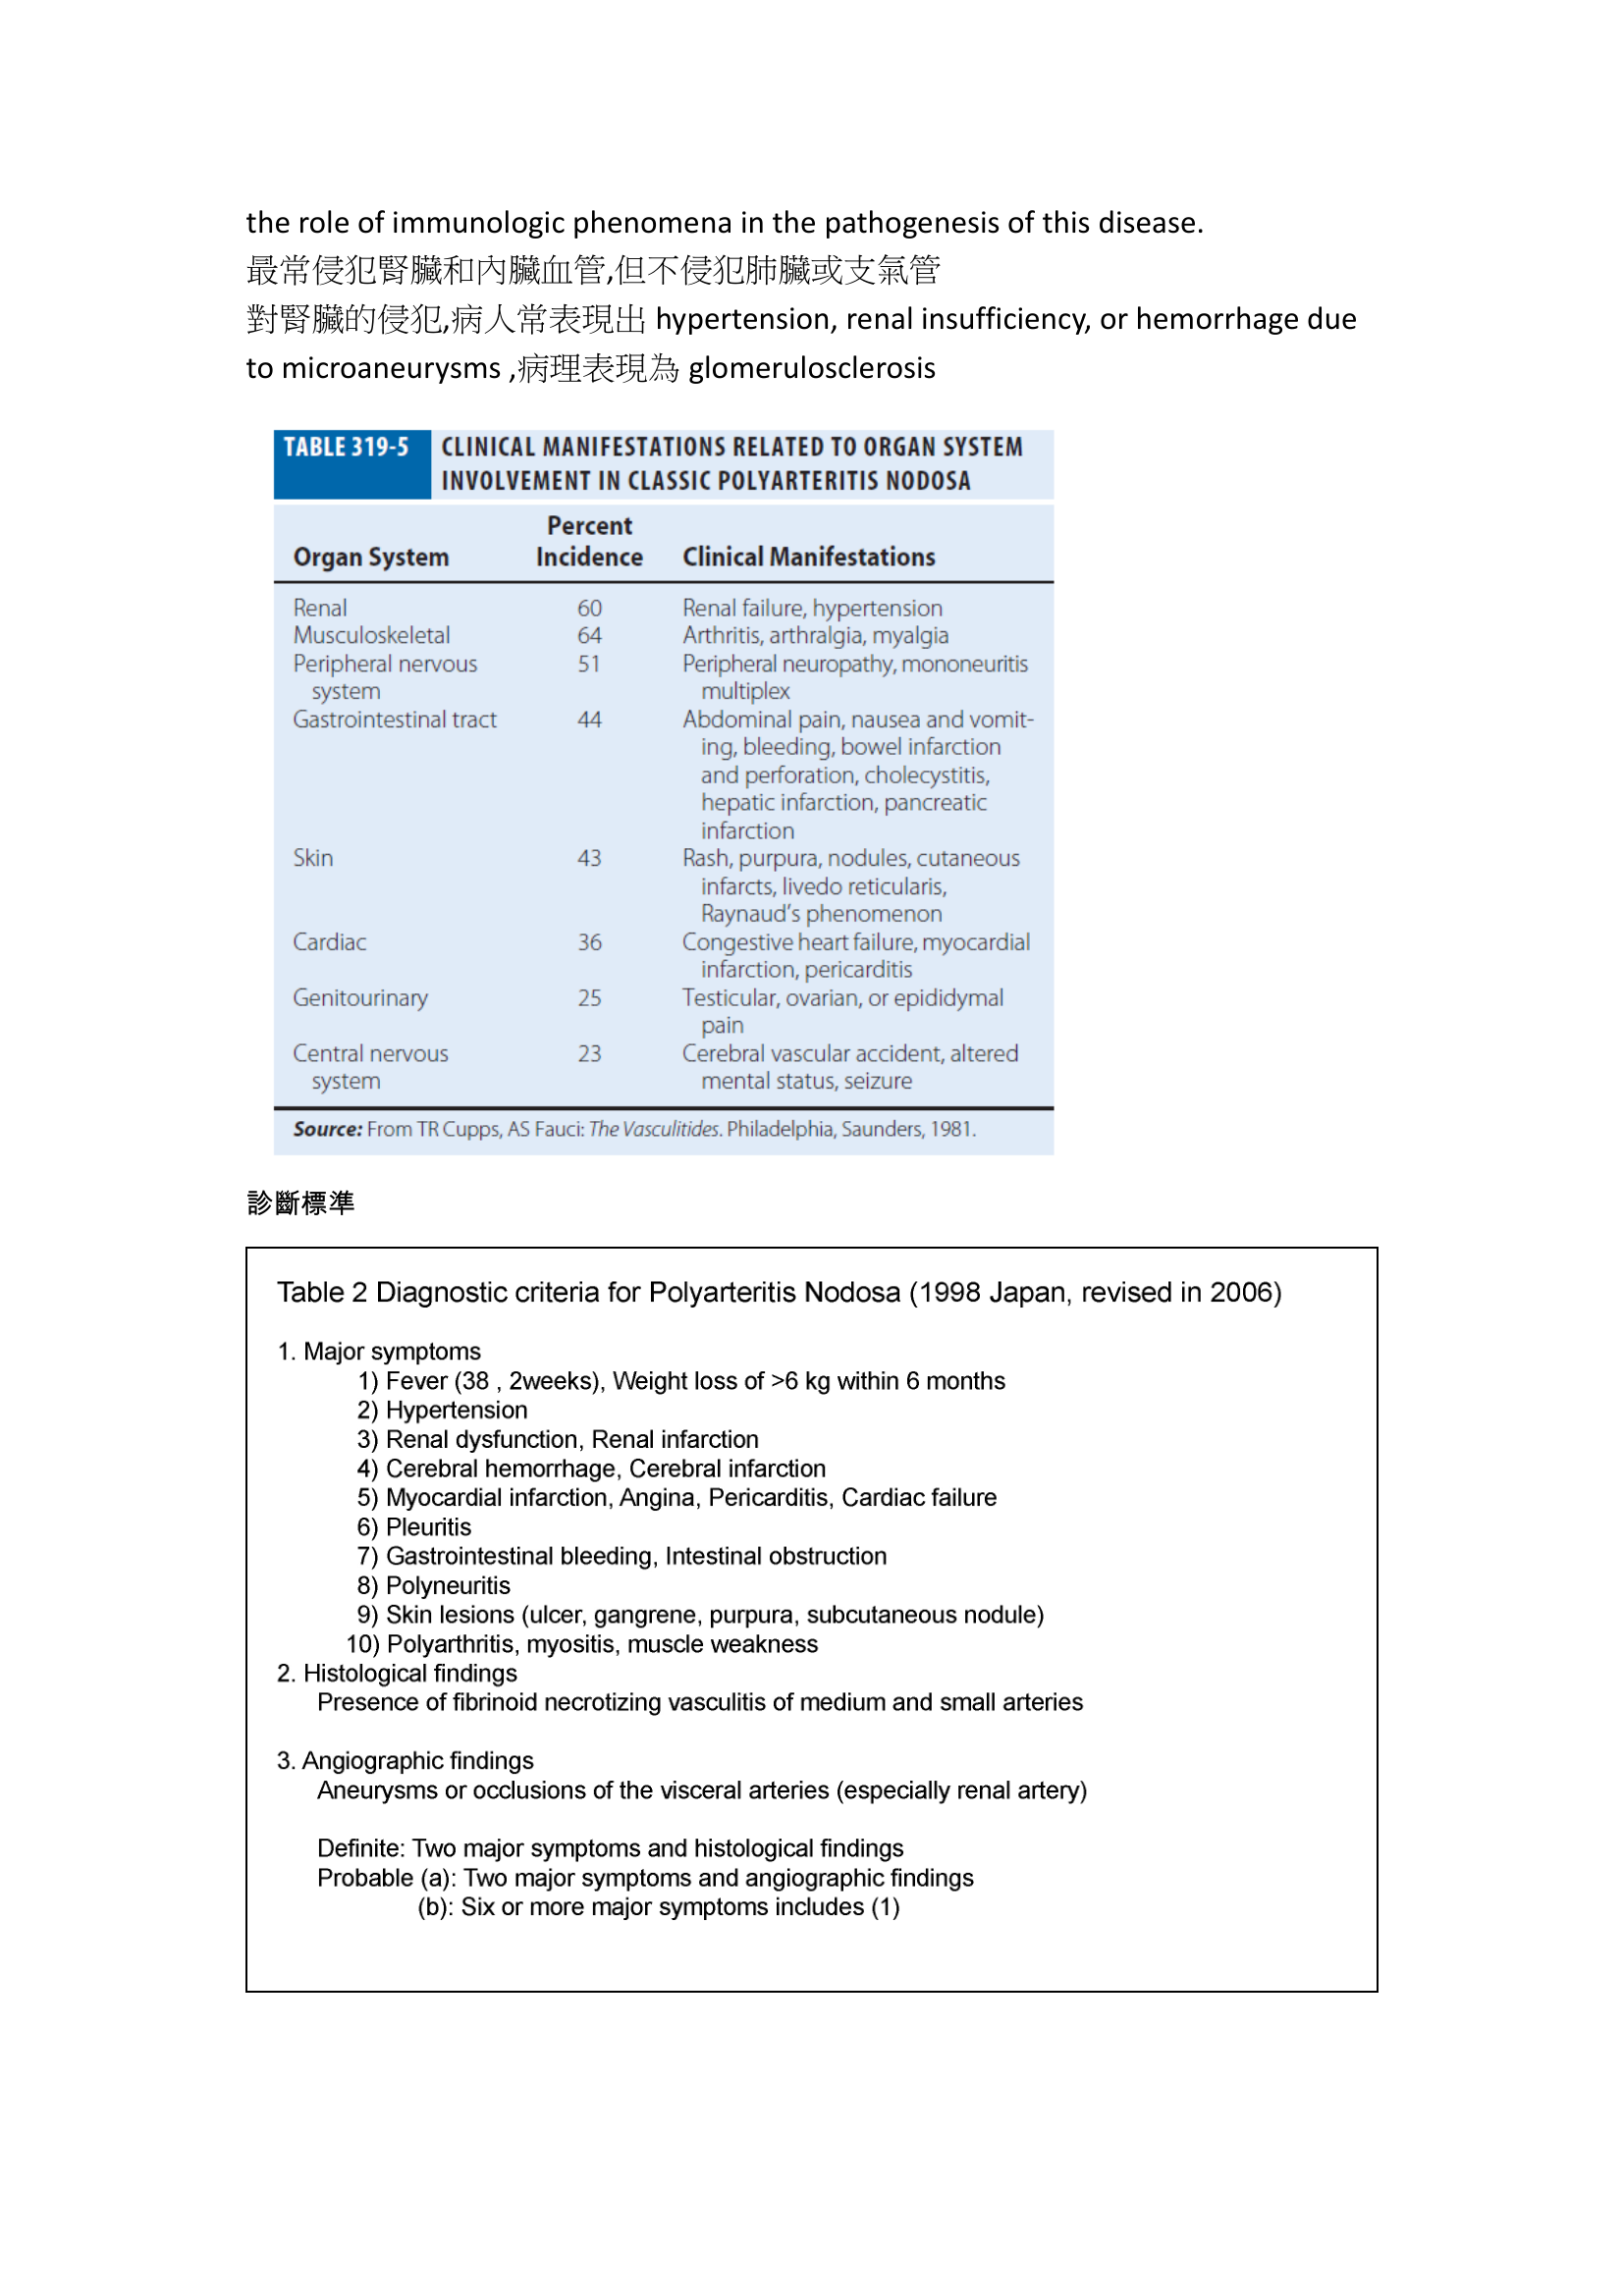 the role of immunologic phenomena in the pathogenesis of this disease.
最常侵犯腎臟和內臟血管,但不侵犯肺臟或支氣管
對腎臟的侵犯,病人常表現出 hypertension, renal insufficiency, or hemorrhage due
to microaneurysms ,病理表現為 glomerulosclerosis
TABLE 319-5 CLINICAL MANIFESTATIONS RELATED TO ORGAN SYSTEM
INVOLVEMENT IN CLASSIC POLYARTERITIS NODOSA
Percent
Organ System Incidence Clinical Manifestations
Renal 60 Renal failure, hypertension
Musculoskeletal 64 Arthritis, arthralgia, myalgia
Peripheral nervous 51 Peripheral neuropathy, mononeuritis
system multiplex
Gastrointestinal tract 44 Abdominal pain, nausea and vomit-
ing, bleeding, bowel infarction
and perforation, cholecystitis,
hepatic infarction, pancreatic
infarction
Skin 43 Rash, purpura, nodules, cutaneous
infarcts, livedo reticularis,
Raynaud's phenomenon
Cardiac 36 Congestive heart failure, myocardial
infarction, pericarditis
Genitourinary 25 Testicular, ovarian, or epididymal
pain
Central nervous 23 Cerebral vascular accident, altered
system mental status, seizure
Source: From TR Cupps, AS Fauci: The Vasculitides. Philadelphia, Saunders, 1981.
診斷標準
Table 2 Diagnostic criteria for Polyarteritis Nodosa (1998 Japan, revised in 2006)
1. Major symptoms
1) Fever (38 , 2weeks), Weight loss of >6 kg within 6 months
2) Hypertension
3) Renal dysfunction, Renal infarction
4) Cerebral hemorrhage, Cerebral infarction
5) Myocardial infarction, Angina, Pericarditis, Cardiac failure
6) Pleuritis
7) Gastrointestinal bleeding, Intestinal obstruction
8) Polyneuritis
9) Skin lesions (ulcer, gangrene, purpura, subcutaneous nodule)
10) Polyarthritis, myositis, muscle weakness
2. Histological findings
Presence of fibrinoid necrotizing vasculitis of medium and small arteries
3. Angiographic findings
Aneurysms or occlusions of the visceral arteries (especially renal artery)
Definite: Two major symptoms and histological findings
Probable (a): Two major symptoms and angiographic findings
(b): Six or more major symptoms includes (1)